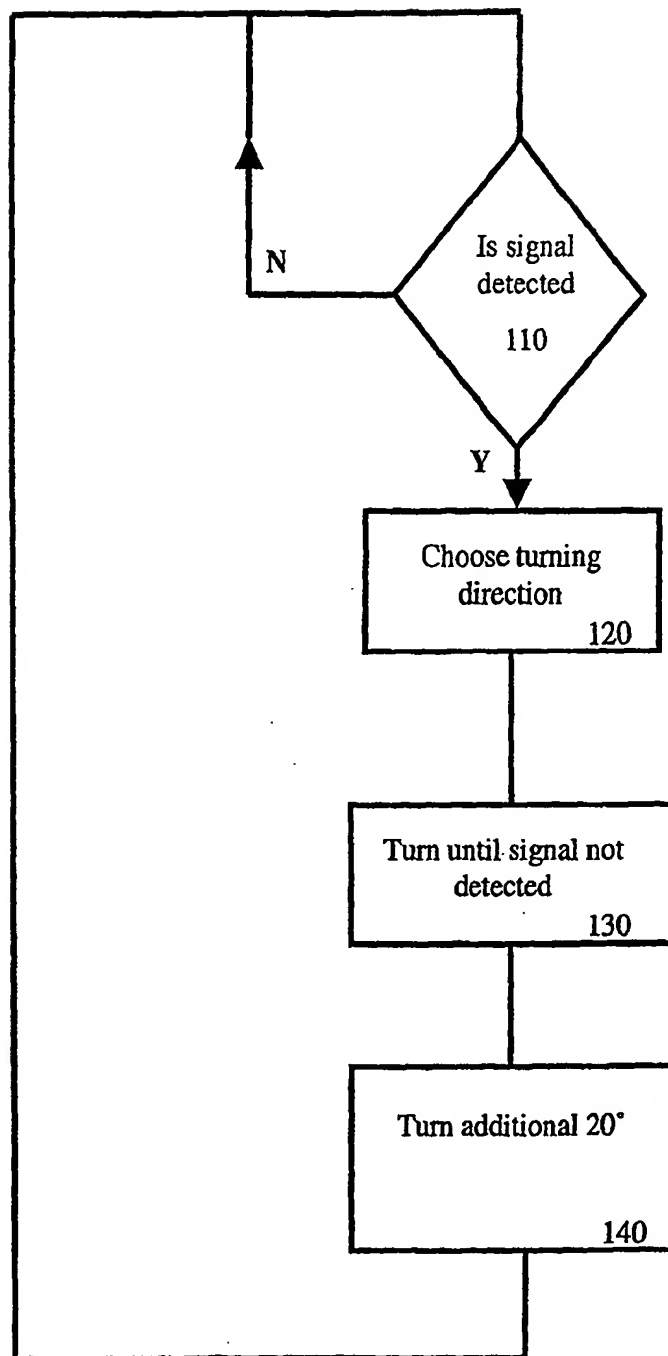 Is signal
detected
110
N
Y
Choose turning
direction
120
Turn until signal not
detected
130
Turn additional 20°
140